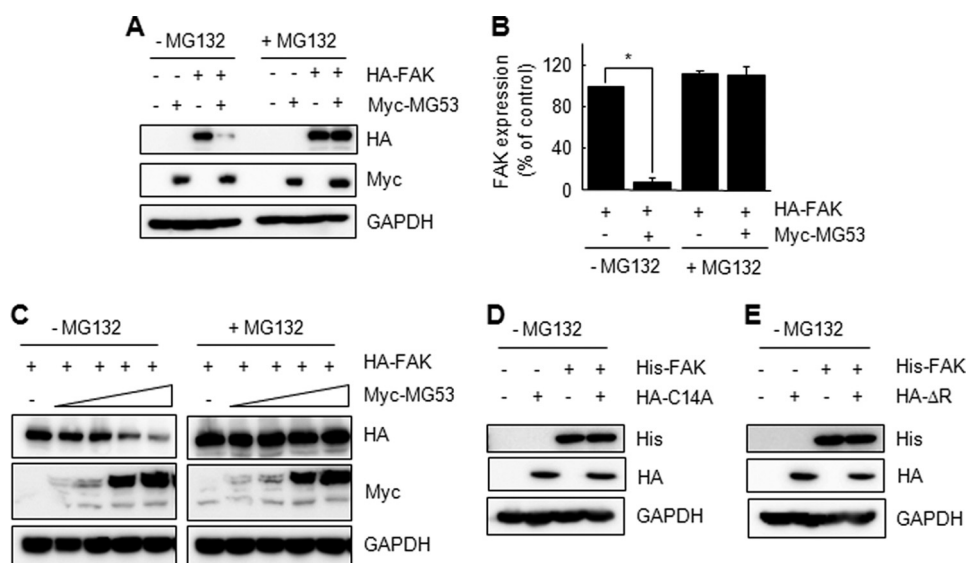 A
- MG132 + MG132
- - + + - - + + HA-FAK
- + - + - + - + Myc-MG53
HA
Myc
GAPDH
B
FAK expression
(% of control)
120
80
40
0
*
+ + + + HA-FAK
- + - + Myc-MG53
- MG132 + MG132
C
- MG132 + MG132
+ + + + + + + + + + HA-FAK
- - Myc-MG53
HA
Myc
GAPDH
D
- MG132
- - + + His-FAK
- + - + HA-C14A
His
HA
GAPDH
E
- MG132
- - + + His-FAK
- + - + HA-ΔR
His
HA
GAPDH